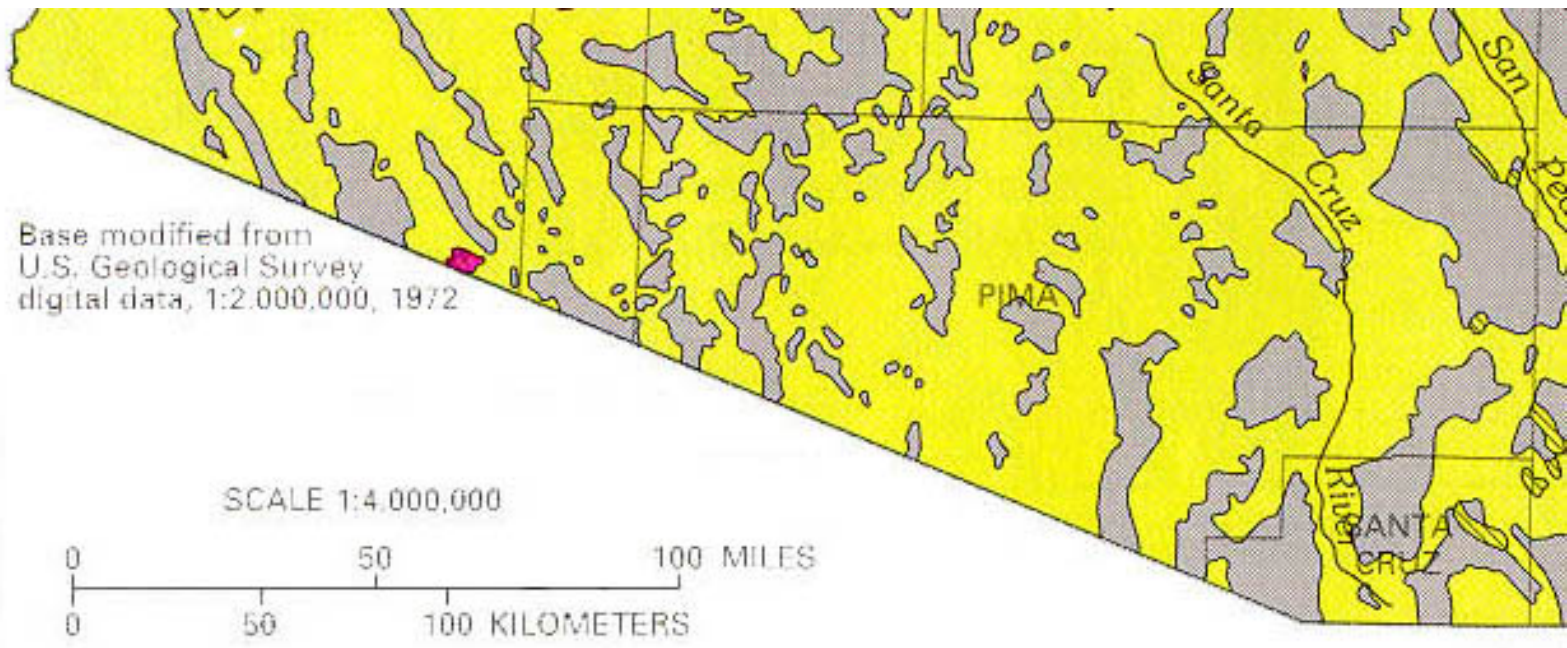 Santa
Cruz
River
San
Base modified from
U.S. Geological Survey
digital data, 1:2,000,000, 1972
PIMA
SANTA
CRUZ
SCALE 1:4,000,000
0 50 100 MILES
0 50 100 KILOMETERS